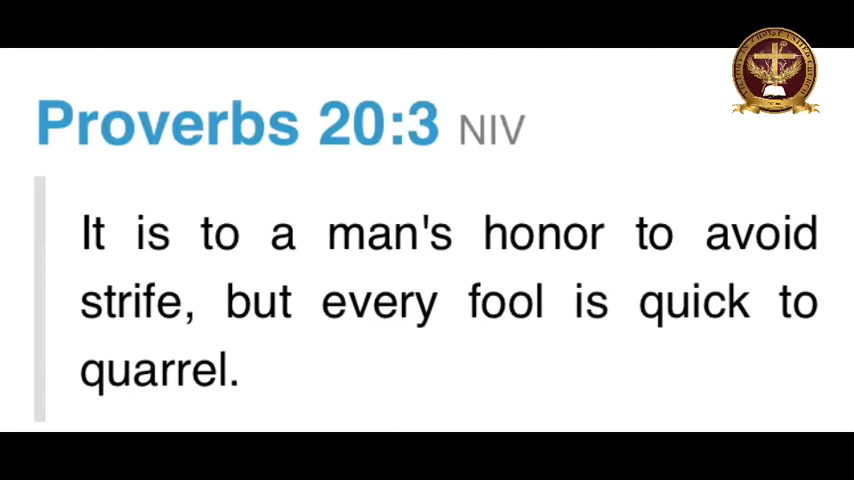 Proverbs 20:3 NIV
It is to a man's honor to avoid
strife, but every fool is quick to
quarrel.